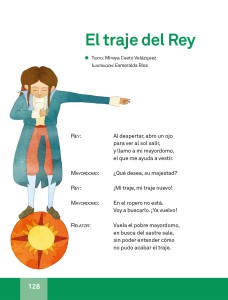 El traje del Rey
● Texto: Mireya Cueto Velázquez
Ilustración: Esmeralda Ríos
Rey: Al despertar, abro un ojo
para ver al sol salir,
y llamo a mi mayordomo,
el que me ayuda a vestir.
Mayordomo: ¿Qué desea, su majestad?
Rey: ¡Mi traje, mi traje nuevo!
Mayordomo: En el ropero no está.
Voy a buscarlo. ¡Ya vuelvo!
Relator: Vuela el pobre mayordomo,
en busca del sastre sale,
sin poder entender cómo
no pudo acabar el traje.
128